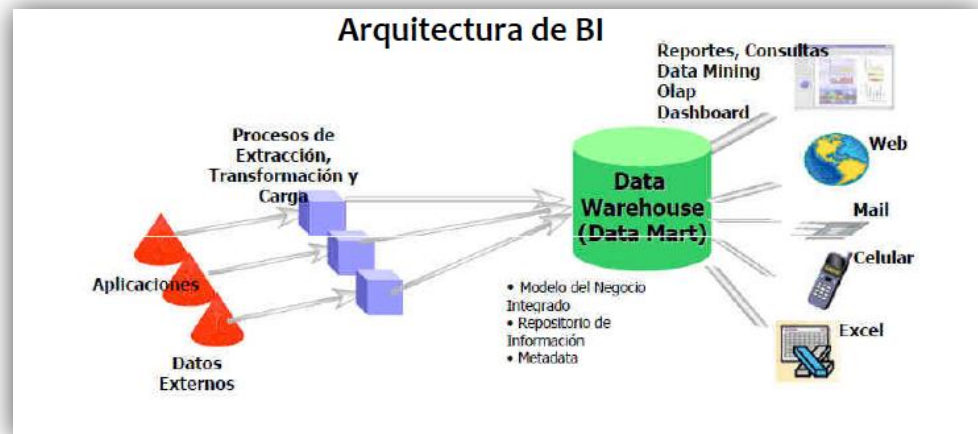 Arquitectura de BI
Reportes, Consultas
Data Mining
Olap
Dashboard
Procesos de
Extracción,
Transformación y
Carga
Web
Data
Warehouse
(Data Mart)
Mail
Celular
Aplicaciones
• Modelo del Negocio
Integrado
• Repositorio de
Información
• Metadata
Excel
Datos
Externos